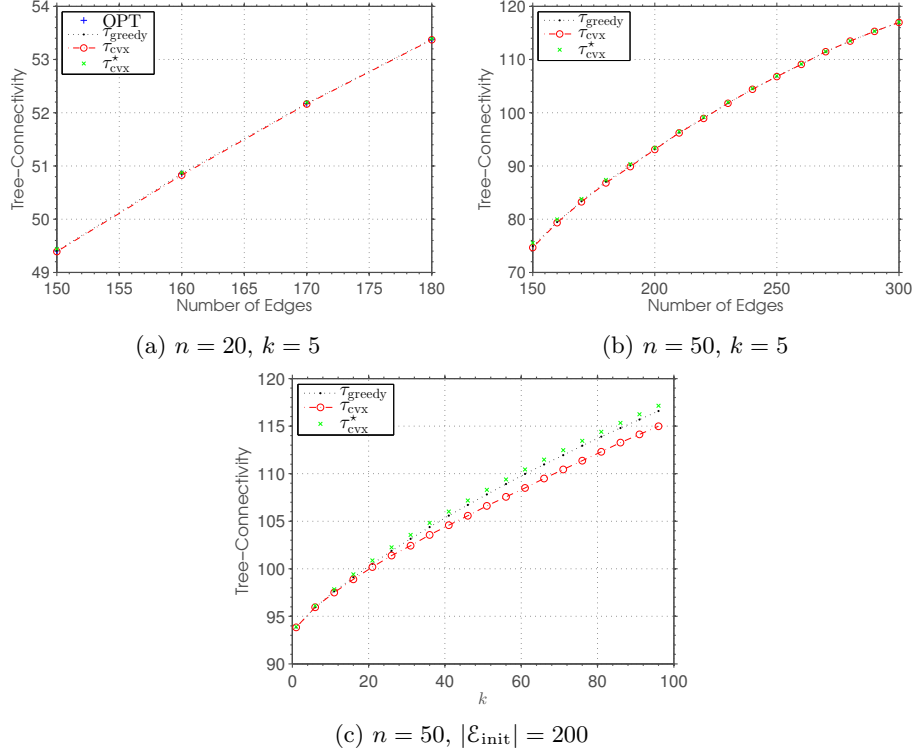 OPT
τgreedy
τcvx
τ⋆cvx
Tree-Connectivity
54
53
52
51
50
49
150 155 160 165 170 175 180
Number of Edges
(a) n = 20, k = 5
τgreedy
τcvx
τ⋆cvx
Tree-Connectivity
120
110
100
90
80
70
150 200 250 300
Number of Edges
(b) n = 50, k = 5
τgreedy
τcvx
τ⋆cvx
Tree-Connectivity
120
115
110
105
100
95
90
0 20 40 60 80 100
k
(c) n = 50, |Ɛinit| = 200